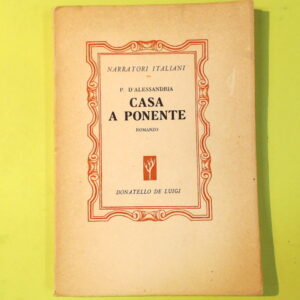 NARRATORI ITALIANI
P. D'ALESSANDRIA
CASA
A PONENTE
ROMANZO
DONATELLO DE LUIGI